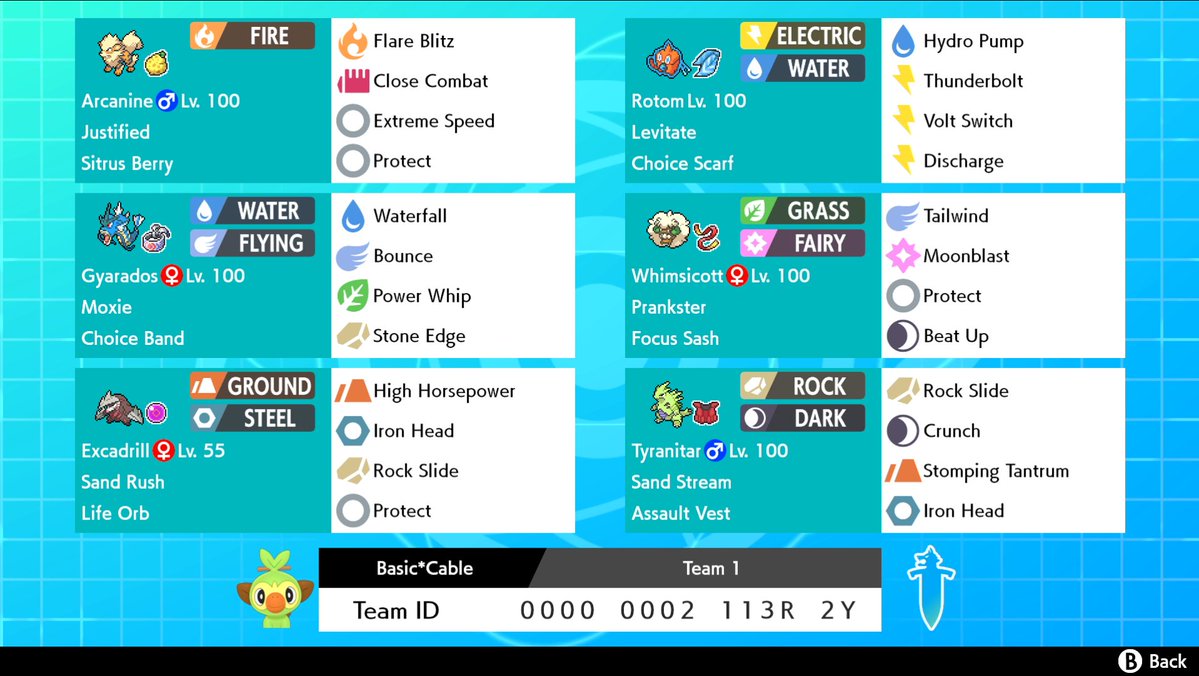 FIRE
Arcanine ♂ Lv. 100
Justified
Sitrus Berry
Flare Blitz
Close Combat
Extreme Speed
Protect
ELECTRIC
WATER
Rotom Lv. 100
Levitate
Choice Scarf
Hydro Pump
Thunderbolt
Volt Switch
Discharge
WATER
FLYING
Gyarados ♀ Lv. 100
Moxie
Choice Band
Waterfall
Bounce
Power Whip
Stone Edge
GRASS
FAIRY
Whimsicott ♀ Lv. 100
Prankster
Focus Sash
Tailwind
Moonblast
Protect
Beat Up
GROUND
STEEL
Excadrill ♀ Lv. 55
Sand Rush
Life Orb
High Horsepower
Iron Head
Rock Slide
Protect
ROCK
DARK
Tyranitar ♂ Lv. 100
Sand Stream
Assault Vest
Rock Slide
Crunch
Stomping Tantrum
Iron Head
Basic*Cable Team 1
Team ID 0000 0002 113R 2Y
B Back